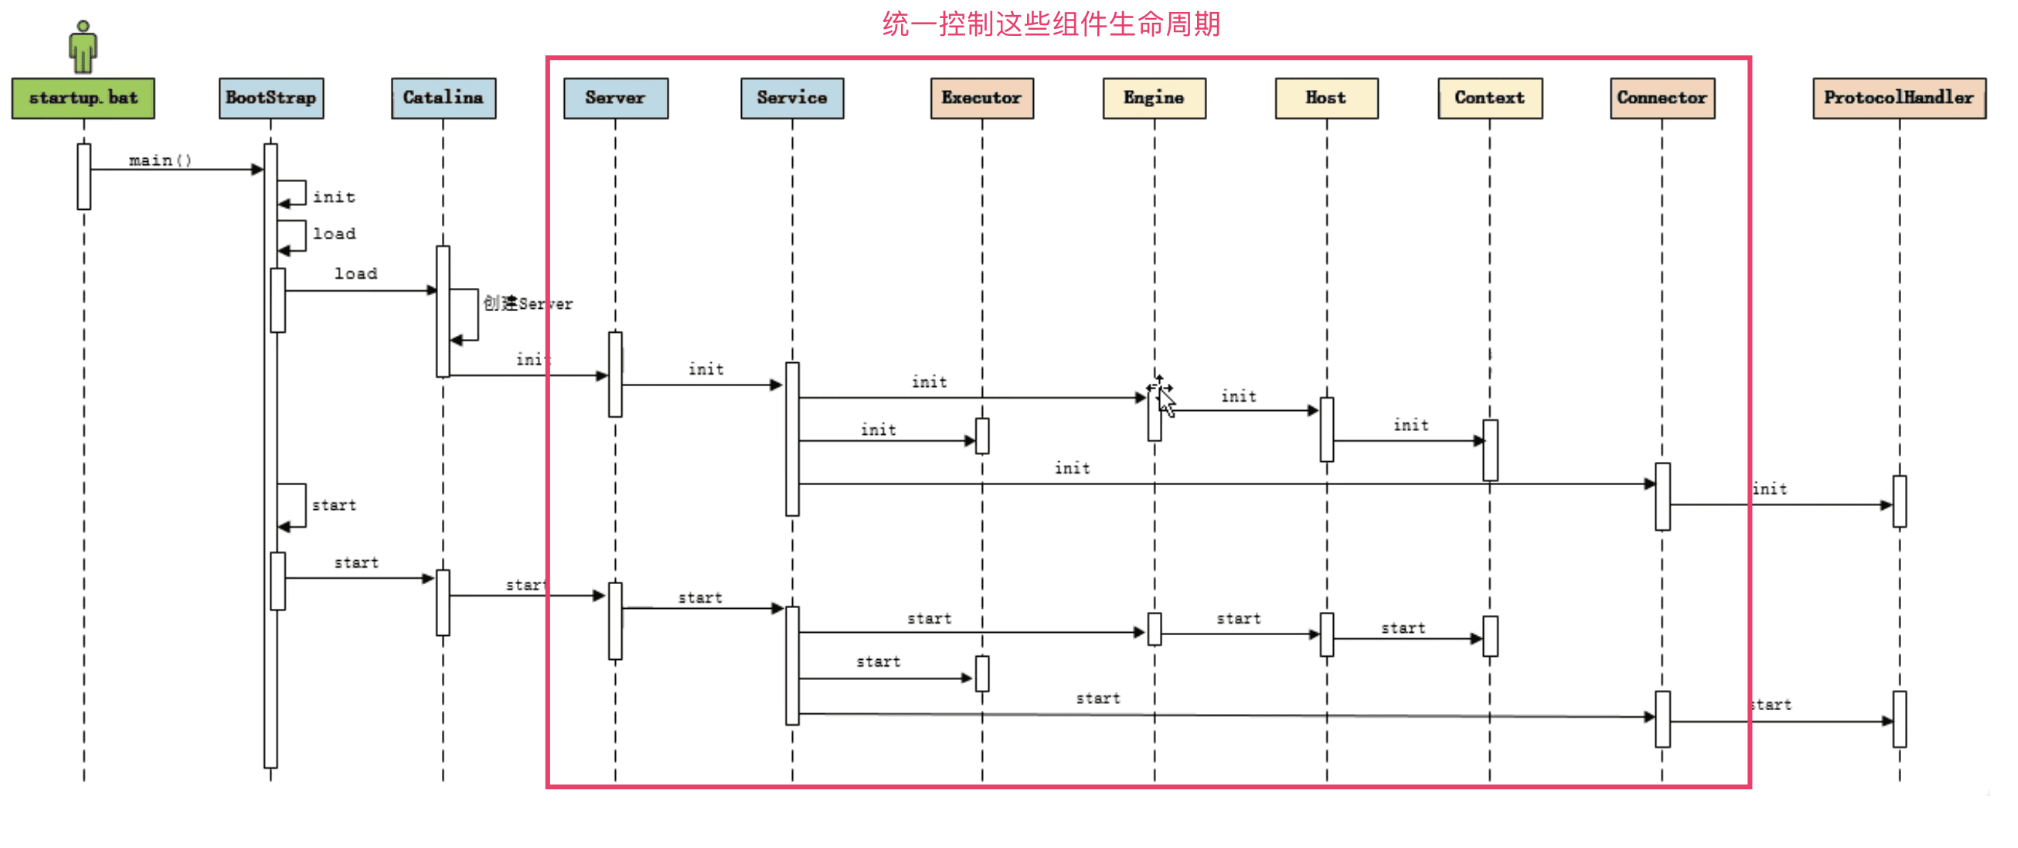 统一控制这些组件生命周期
startup.bat
BootStrap
Catalina
Server
Service
Executor
Engine
Host
Context
Connector
ProtocolHandler
main()
init
load
load
创建Server
init
init
init
init
init
init
init
init
start
start
start
start
start
start
start
start
start
start